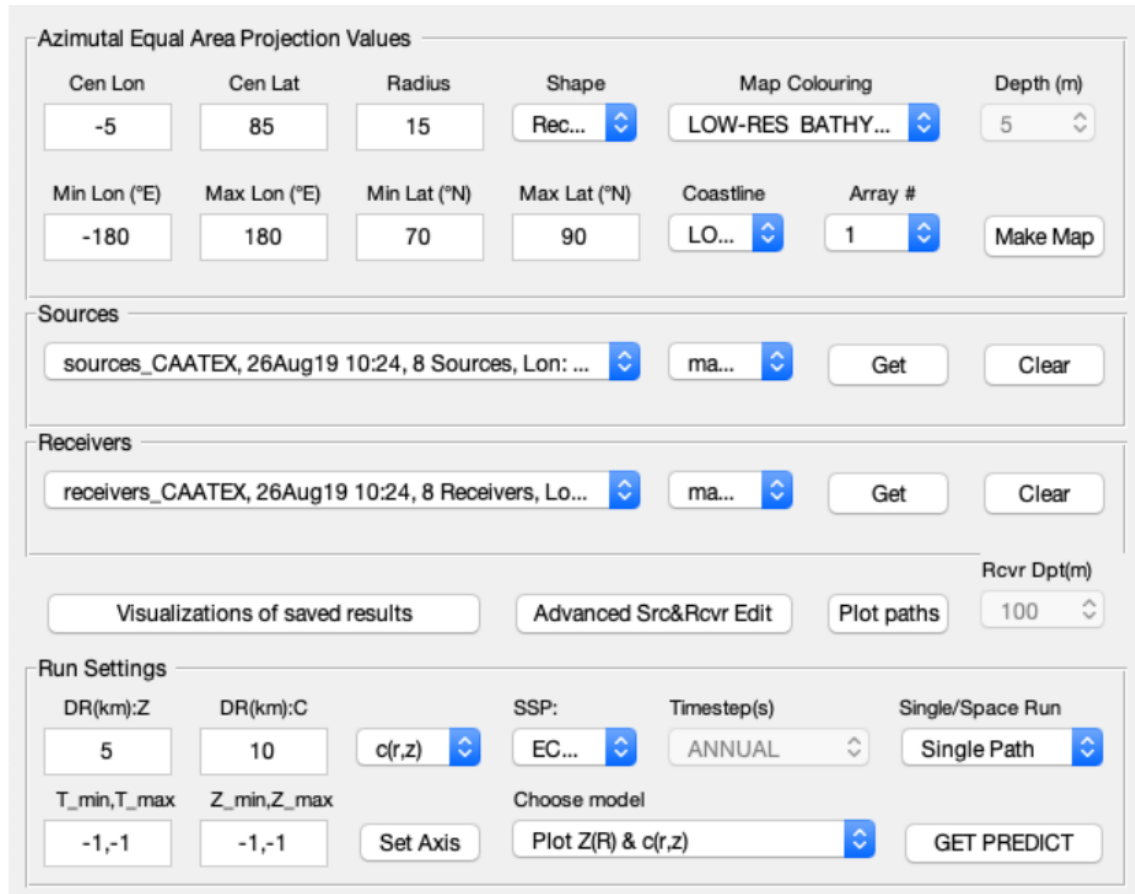 Azimutal Equal Area Projection Values
Cen Lon Cen Lat Radius Shape Map Colouring Depth (m)
-5 85 15 Rec... LOW-RES BATHY... 5
Min Lon (°E) Max Lon (°E) Min Lat (°N) Max Lat (°N) Coastline Array #
-180 180 70 90 LO... 1 Make Map
Sources
sources_CAATEX, 26Aug19 10:24, 8 Sources, Lon: ... ma... Get Clear
Receivers
receivers_CAATEX, 26Aug19 10:24, 8 Receivers, Lo... ma... Get Clear
Rcvr Dpt(m)
Visualizations of saved results Advanced Src&Rcvr Edit Plot paths 100
Run Settings
DR(km):Z DR(km):C SSP: Timestep(s) Single/Space Run
5 10 c(r,z) EC... ANNUAL Single Path
T_min,T_max Z_min,Z_max Choose model
-1,-1 -1,-1 Set Axis Plot Z(R) & c(r,z) GET PREDICT